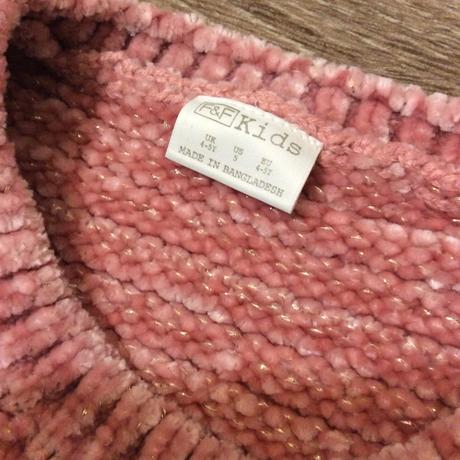 F&F Kids
UK US EU
4-5Y 5 4-5Y
MADE IN BANGLADESH